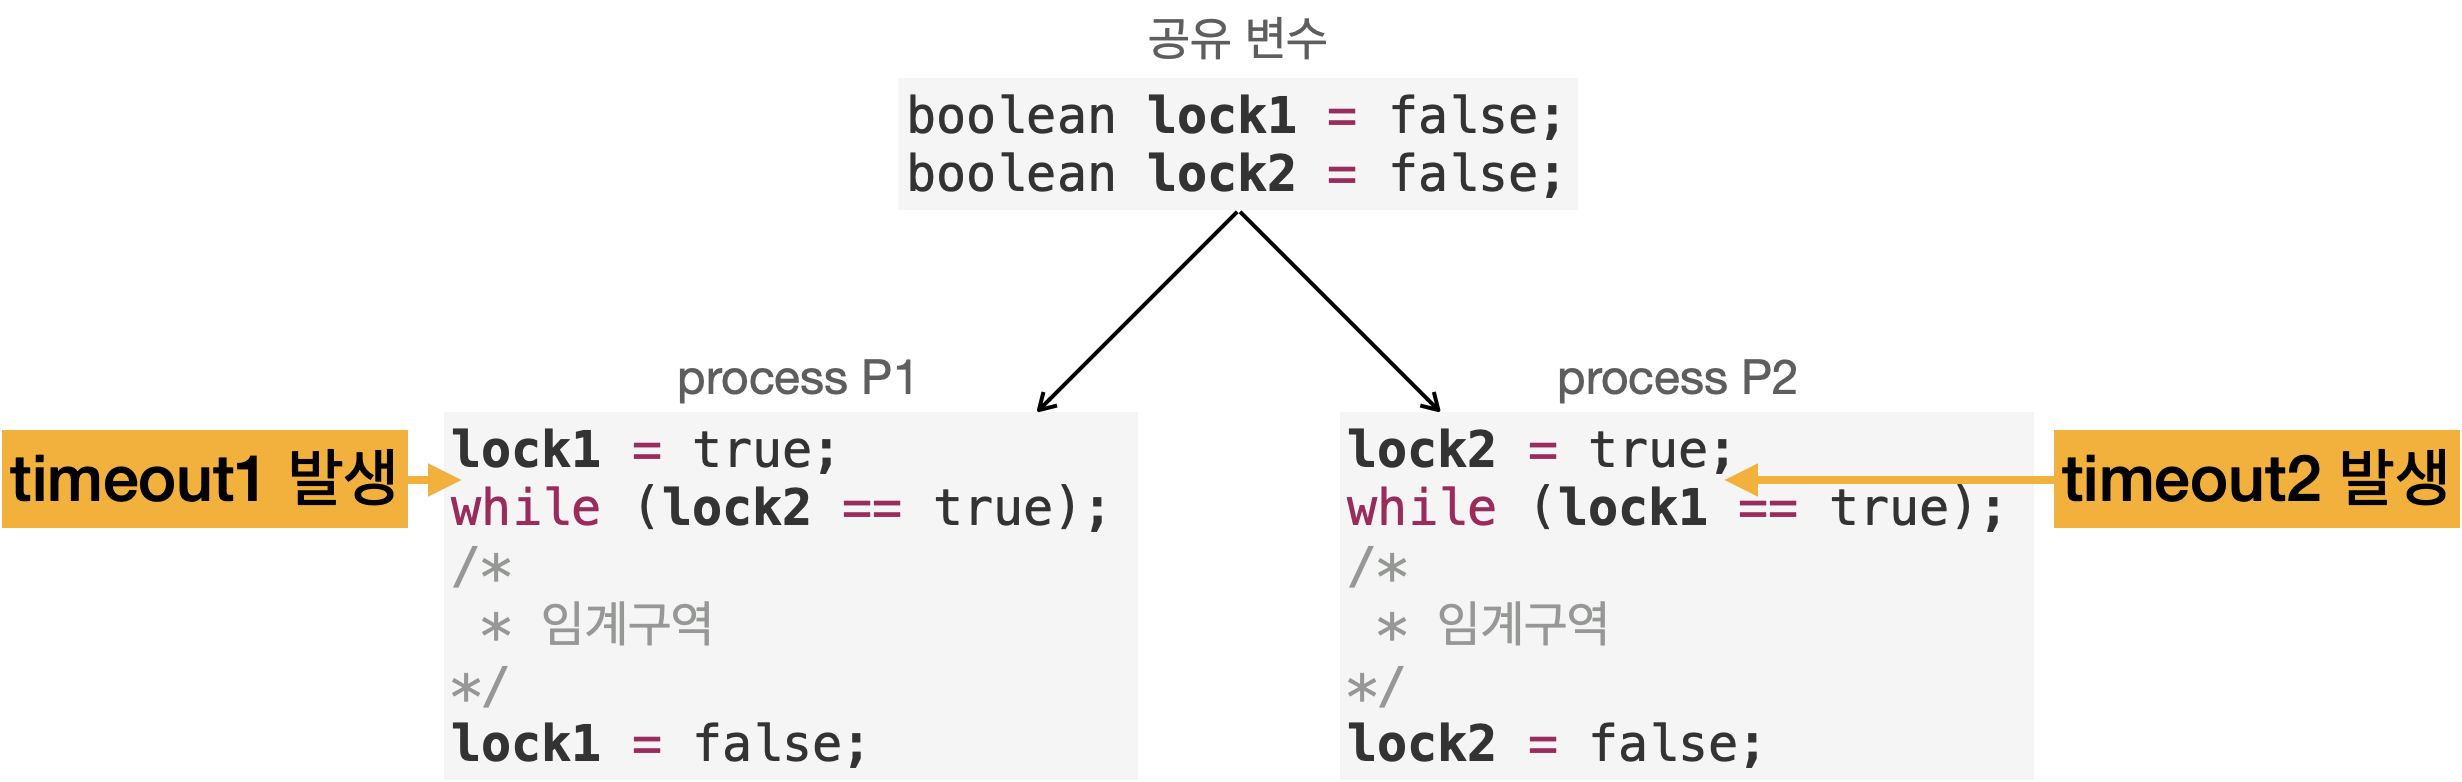 공유 변수
boolean lock1 = false;
boolean lock2 = false;
process P1
timeout1 발생
lock1 = true;
while (lock2 == true);
/*
 * 임계구역
*/
lock1 = false;
process P2
lock2 = true;
while (lock1 == true);
/*
 * 임계구역
*/
lock2 = false;
timeout2 발생